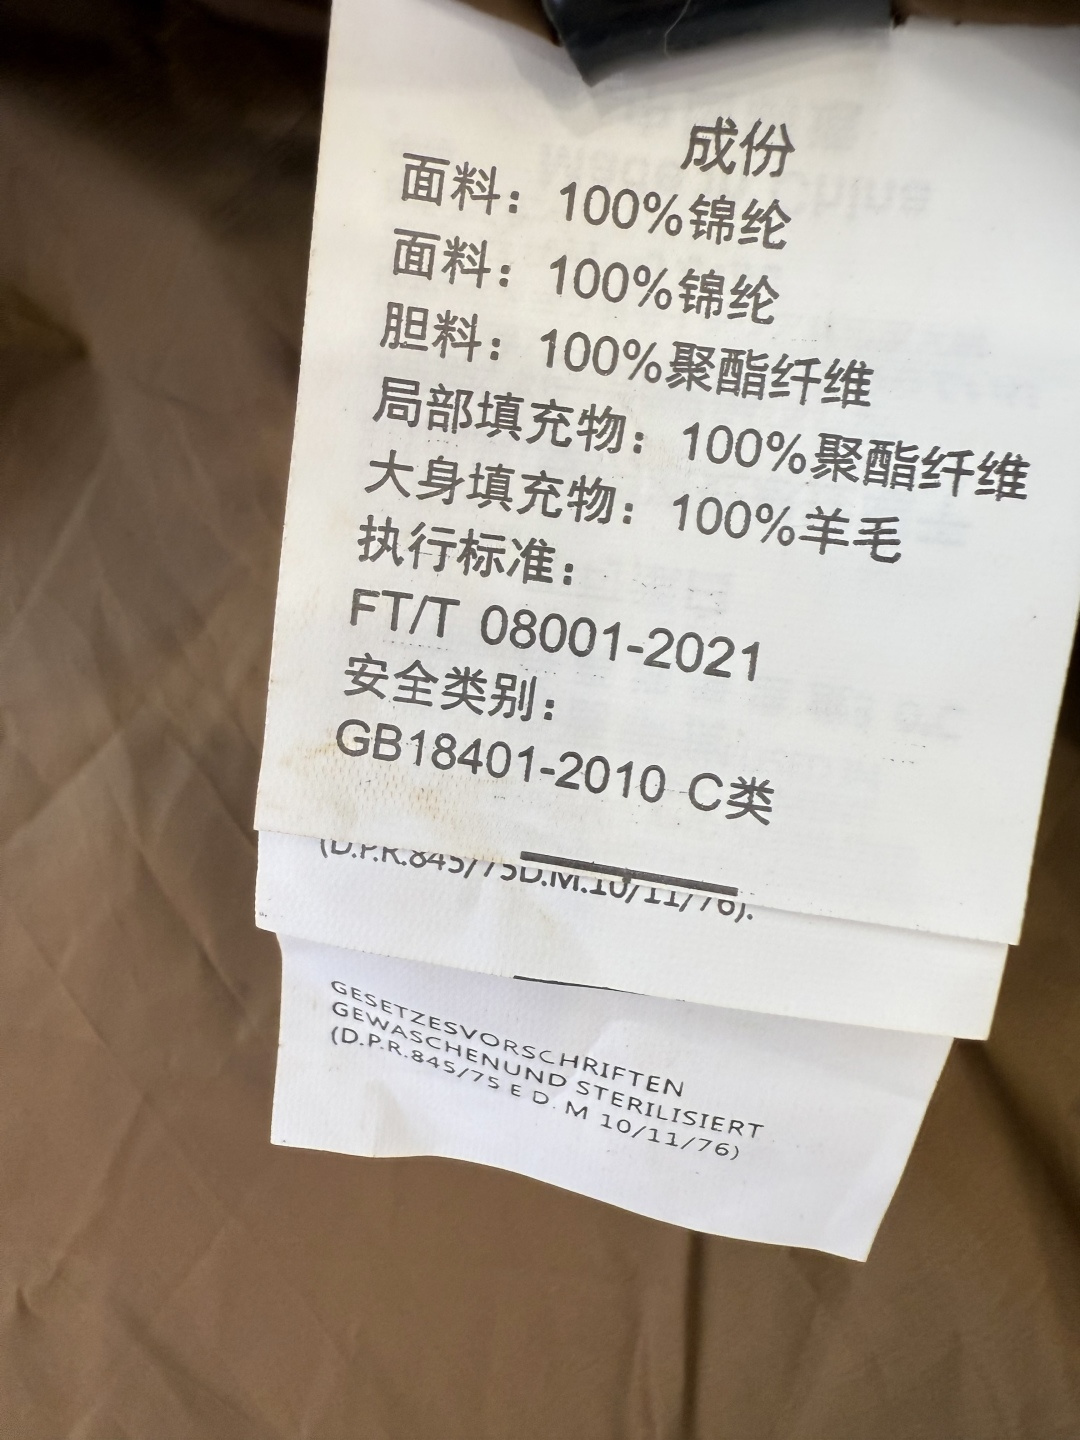 成份
面料：100%锦纶
面料：100%锦纶
胆料：100%聚酯纤维
局部填充物：100%聚酯纤维
大身填充物：100%羊毛
执行标准：
FT/T 08001-2021
安全类别：
GB18401-2010 C类
(D.P.R.845/75D.M.10/11/76).
GESETZESVORSCHRIFTEN
GEWASCHENUND STERILISIERT
(D.P.R.845/75 E D. M 10/11/76)